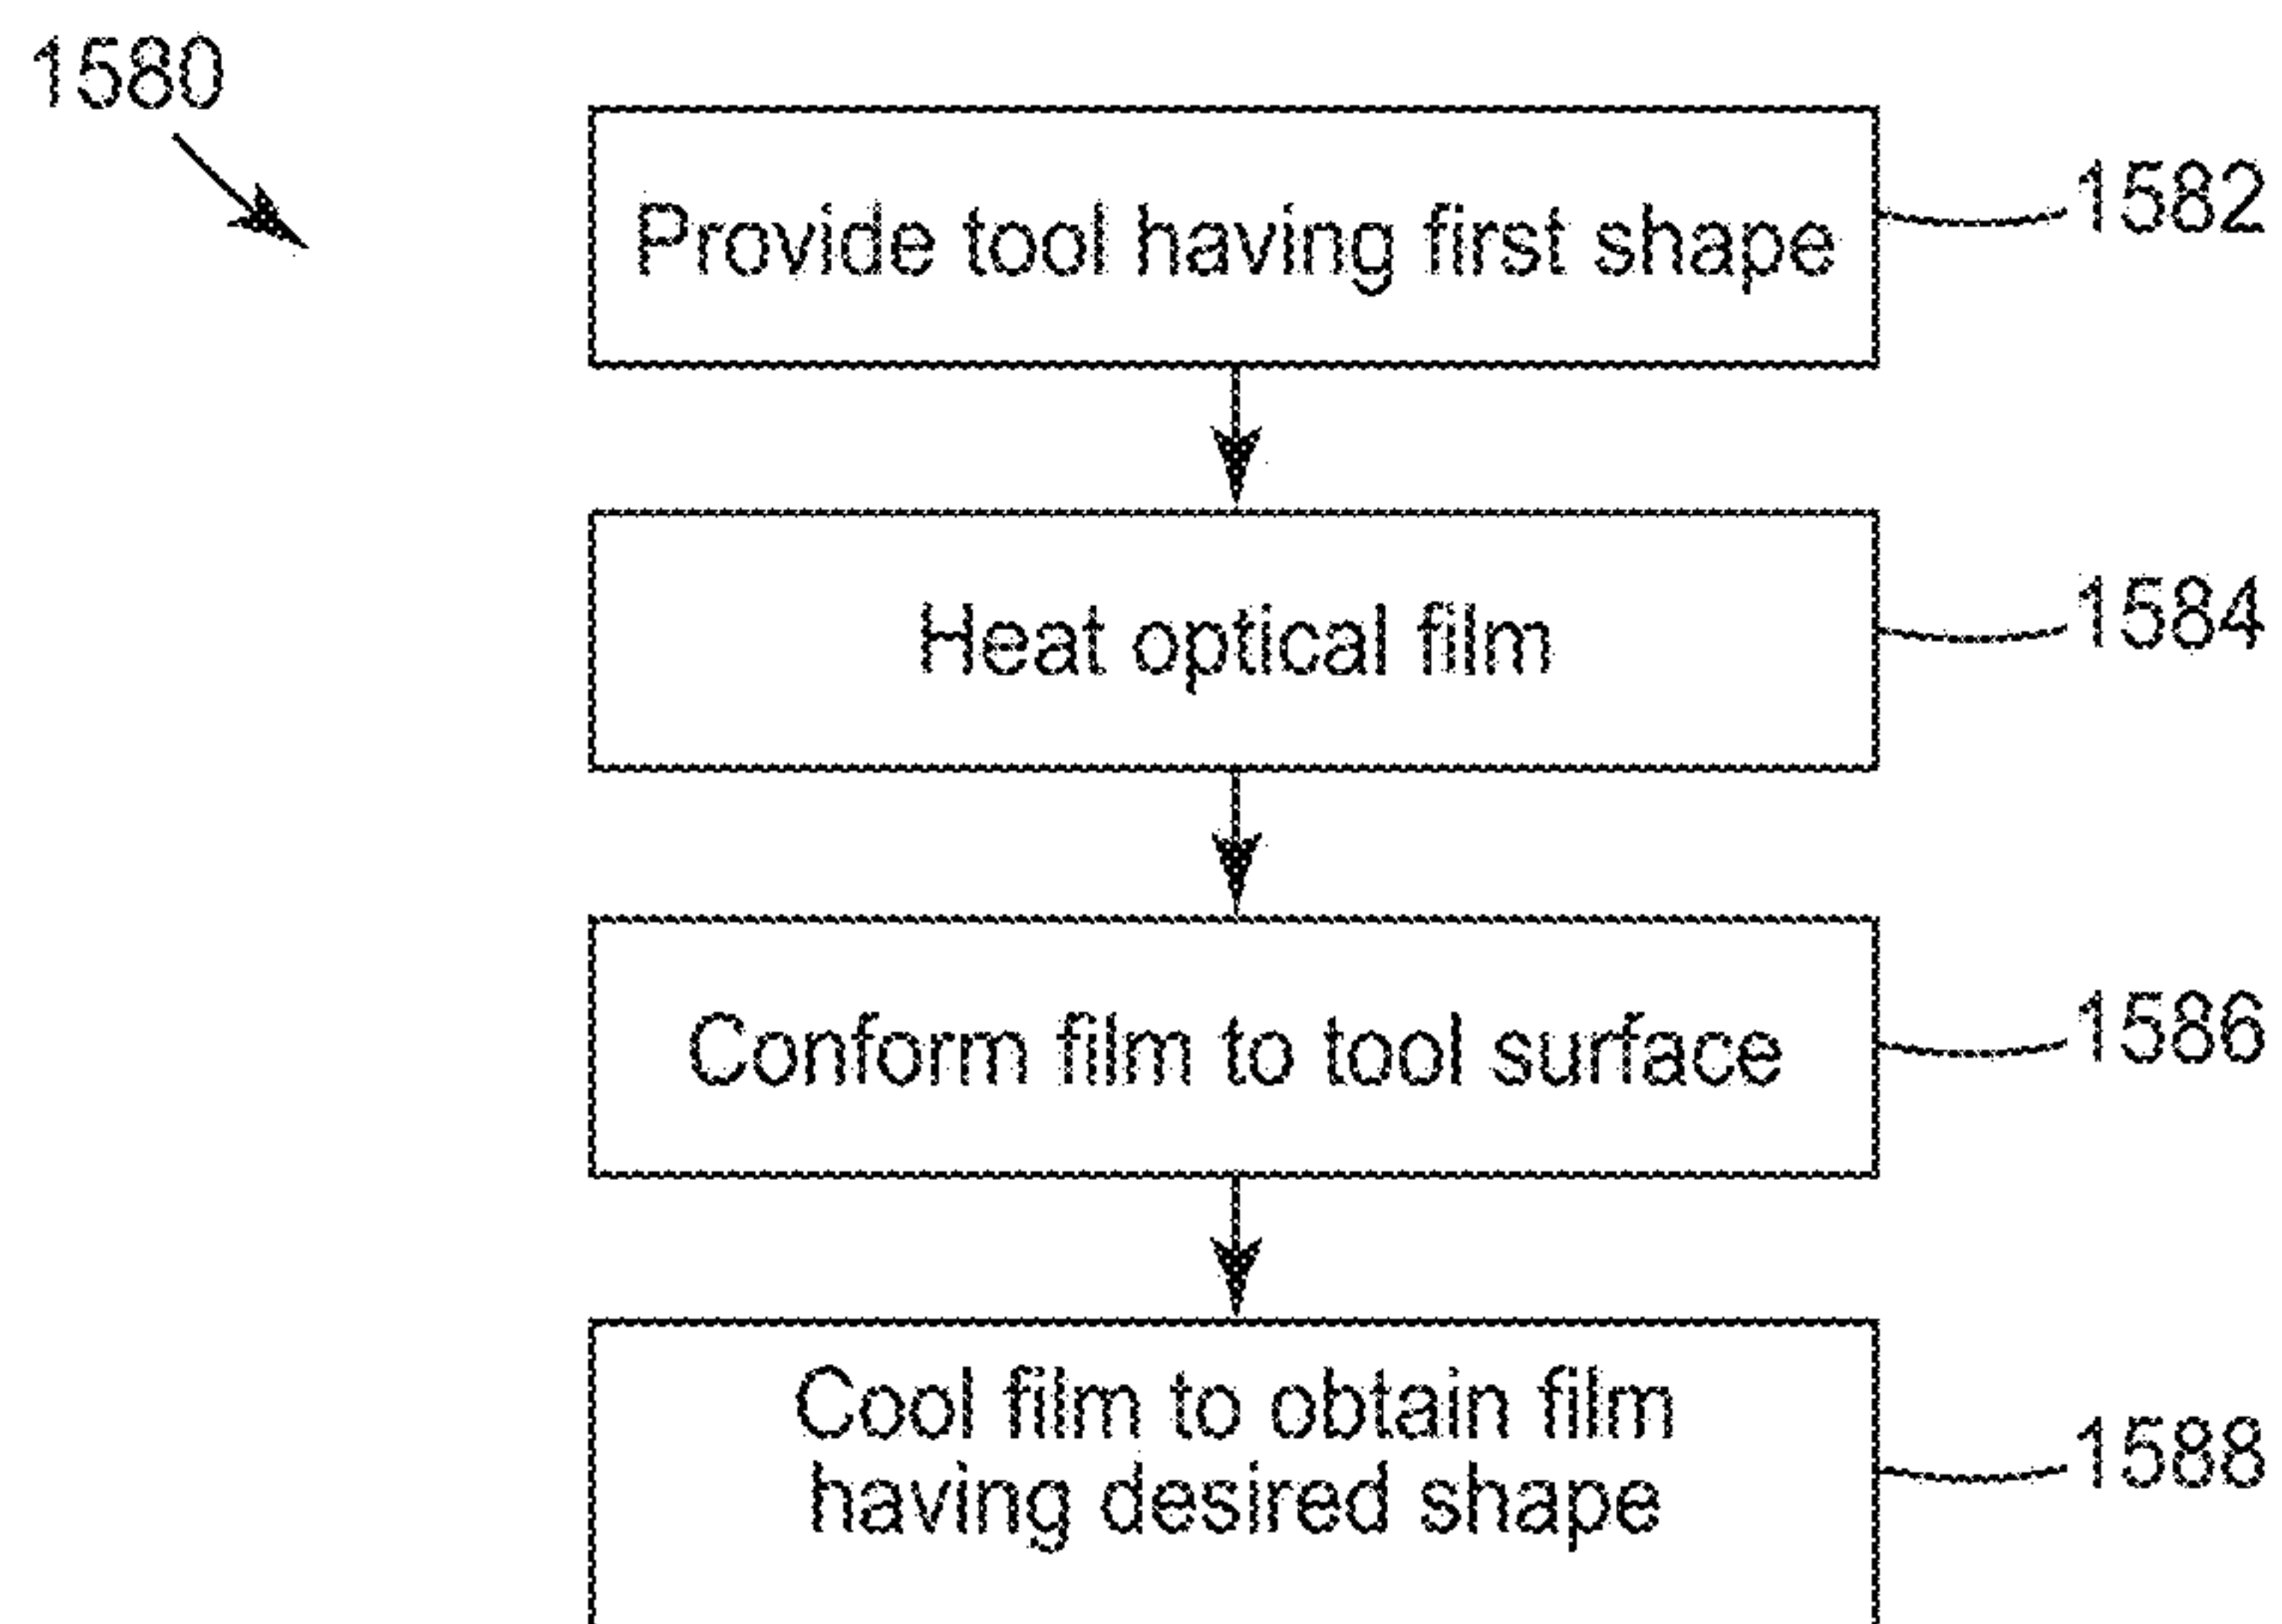 1580
Provide tool having first shape
1582
Heat optical film
1584
Conform film to tool surface
1586
Cool film to obtain film
having desired shape
1588